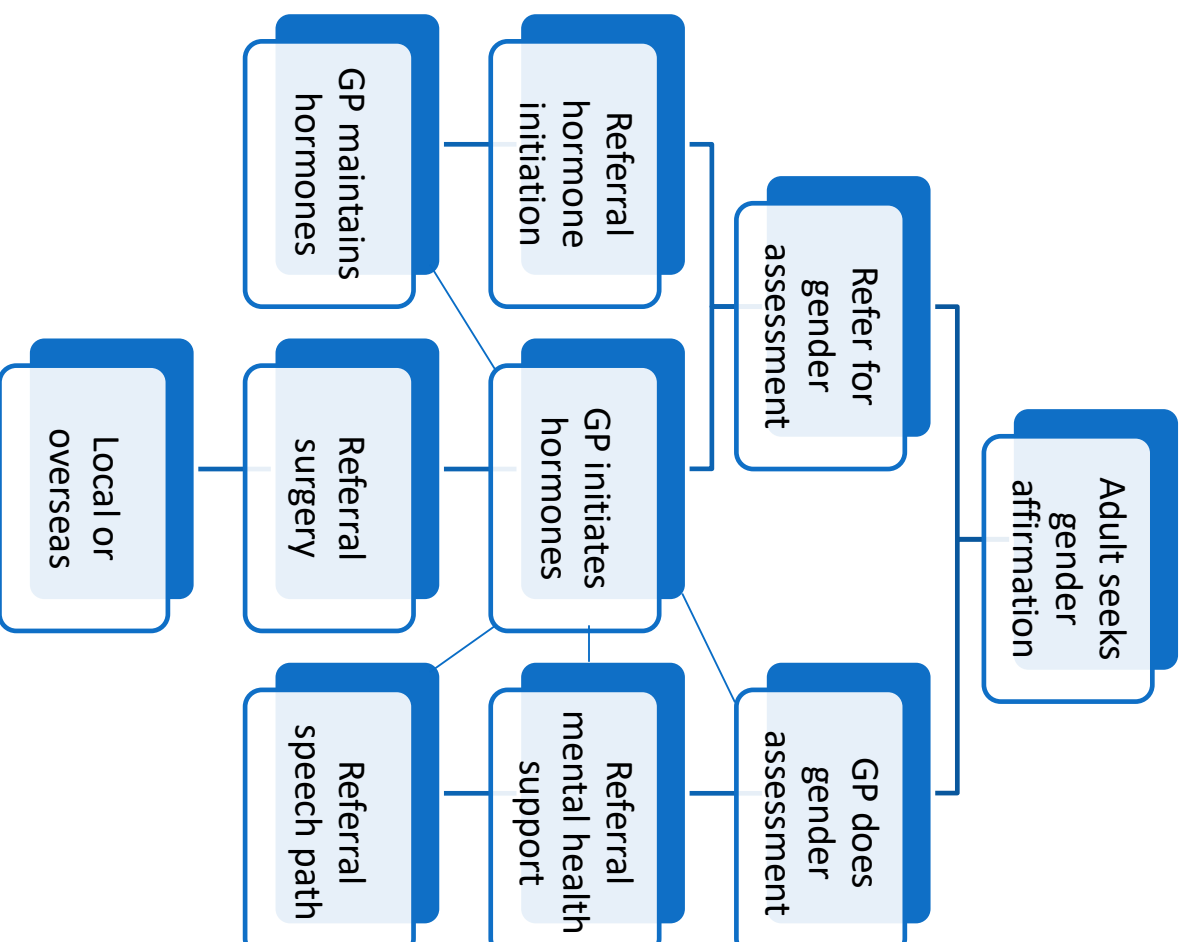 Adult seeks
gender
affirmation
Refer for
gender
assessment
GP does
gender
assessment
Referral
hormone
initiation
GP initiates
hormones
Referral
mental health
support
GP maintains
hormones
Referral
surgery
Referral
speech path
Local or
overseas